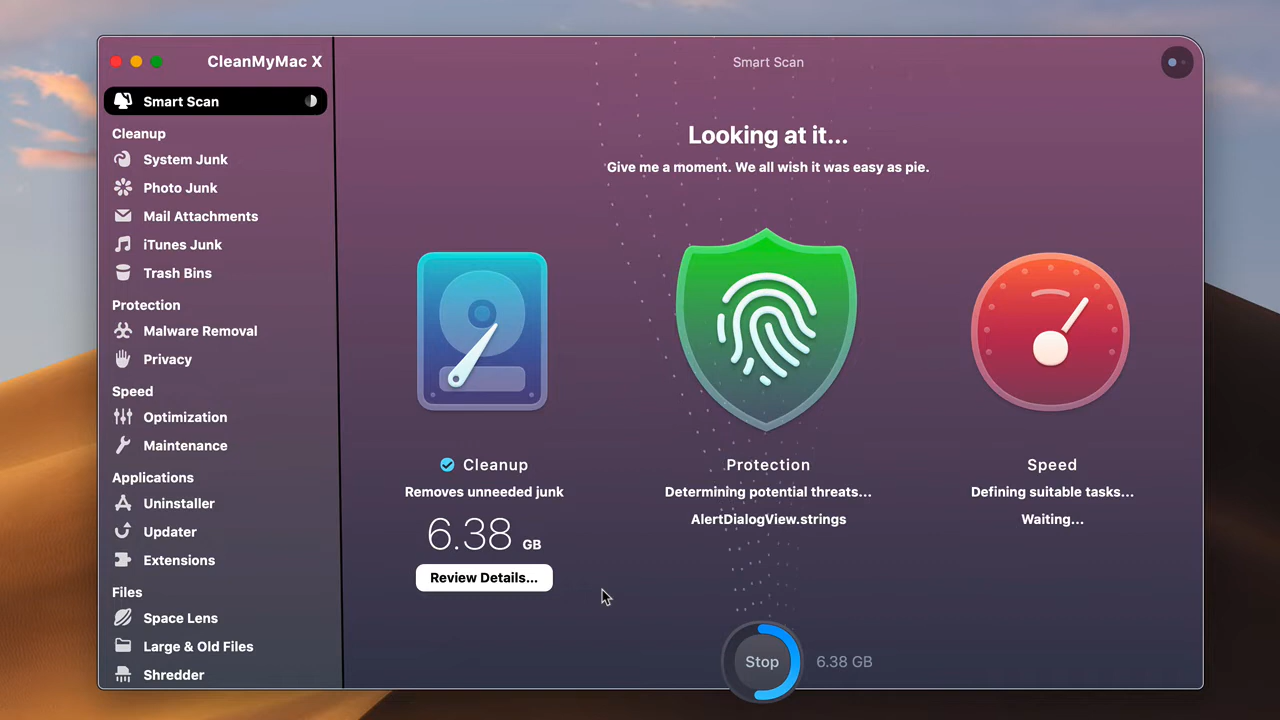 CleanMyMac X
Smart Scan
Cleanup
System Junk
Photo Junk
Mail Attachments
iTunes Junk
Trash Bins
Protection
Malware Removal
Privacy
Speed
Optimization
Maintenance
Applications
Uninstaller
Updater
Extensions
Files
Space Lens
Large & Old Files
Shredder
Smart Scan
Looking at it...
Give me a moment. We all wish it was easy as pie.
Cleanup
Removes unneeded junk
6.38 GB
Review Details...
Protection
Determining potential threats...
AlertDialogView.strings
Speed
Defining suitable tasks...
Waiting...
Stop
6.38 GB